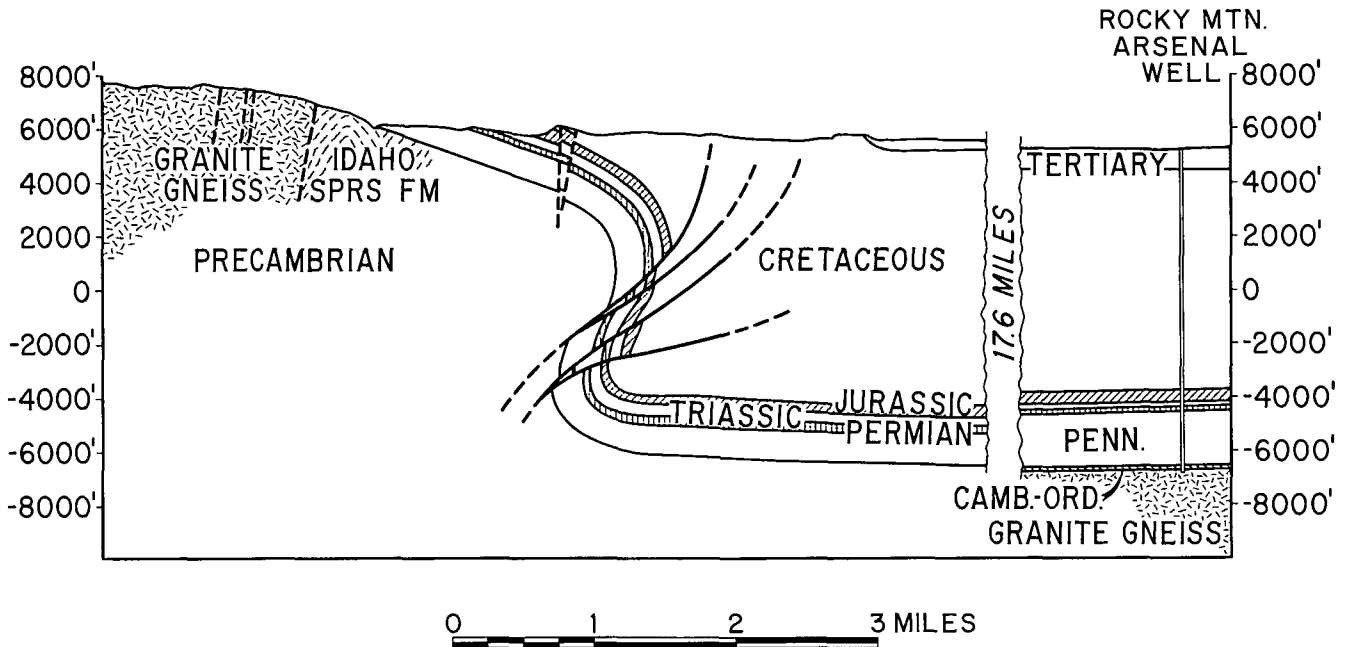 ROCKY MTN.
ARSENAL
WELL
8000'
6000'
4000'
2000'
0
-2000'
-4000'
-6000'
-8000'
GRANITE
GNEISS
IDAHO
SPRS FM
PRECAMBRIAN
CRETACEOUS
17.6 MILES
TERTIARY
TRIASSIC
JURASSIC
PERMIAN
PENN.
CAMB.-ORD.
GRANITE GNEISS
8000'
6000'
4000'
2000'
0
-2000'
-4000'
-6000'
-8000'
0 1 2 3 MILES